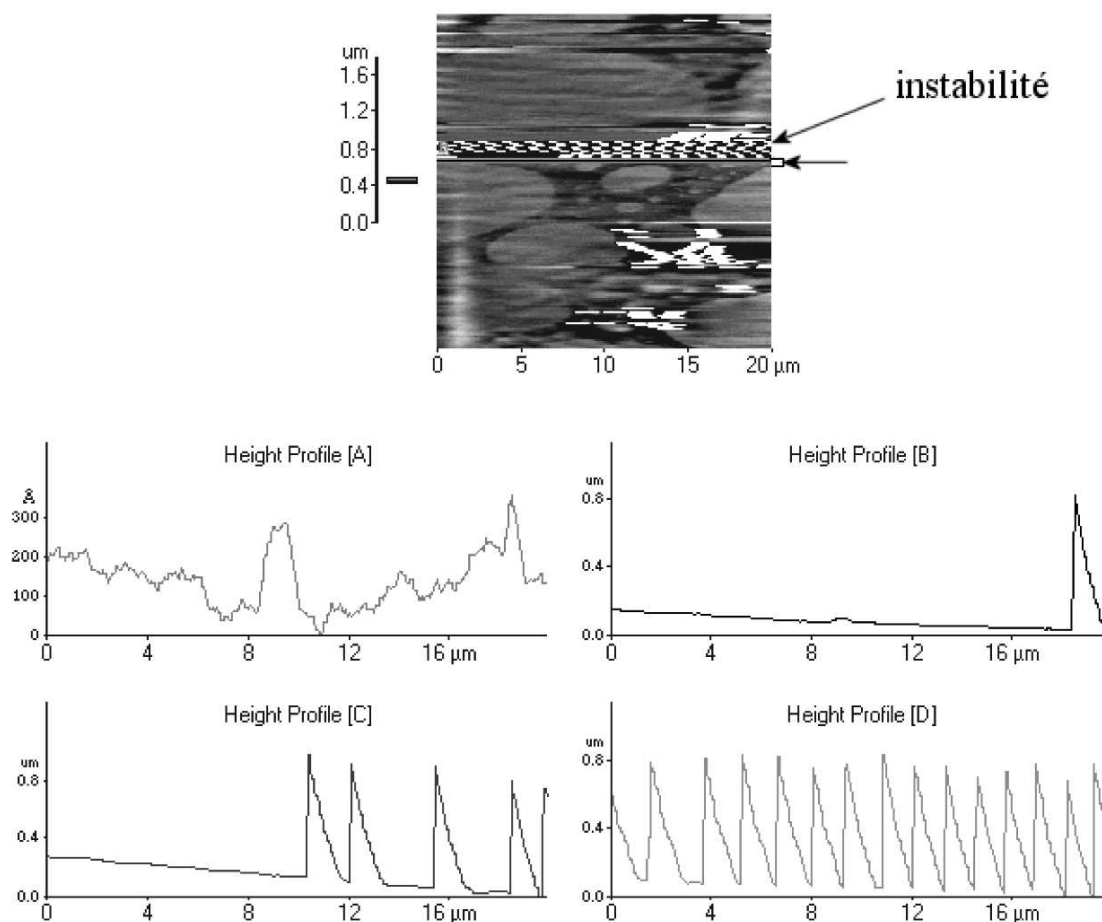 um
1.6
1.2
0.8
0.4
0.0
instabilité
0 5 10 15 20 µm
Height Profile [A]
Å
300
200
100
0
0 4 8 12 16 µm
Height Profile [B]
um
0.8
0.4
0.0
0 4 8 12 16 µm
Height Profile [C]
um
0.8
0.4
0.0
0 4 8 12 16 µm
Height Profile [D]
um
0.8
0.4
0.0
0 4 8 12 16 µm